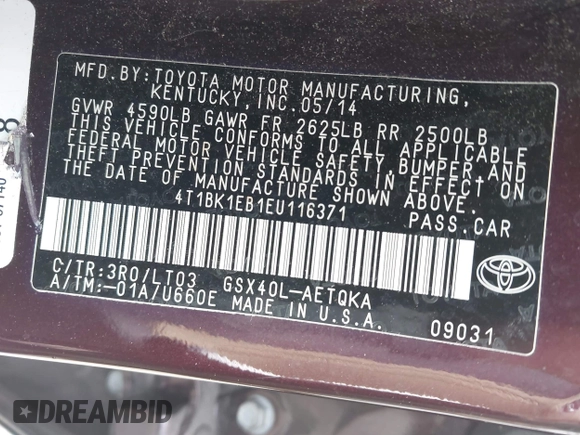 MFD.BY:TOYOTA MOTOR MANUFACTURING,
KENTUCKY, INC.05/14
GVWR 4590LB GAWR FR 2625LB RR 2500LB
THIS VEHICLE CONFORMS TO ALL APPLICABLE
FEDERAL MOTOR VEHICLE SAFETY, BUMPER, AND
THEFT PREVENTION STANDARDS IN EFFECT ON
THE DATE OF MANUFACTURE SHOWN ABOVE.
4T1BK1EB1EU116371 PASS.CAR
C/TR:3R0/LT03 GSX40L-AETQKA
A/TM:-01A/U660E MADE IN U.S.A.
TOYOTA
09031
DREAMBID